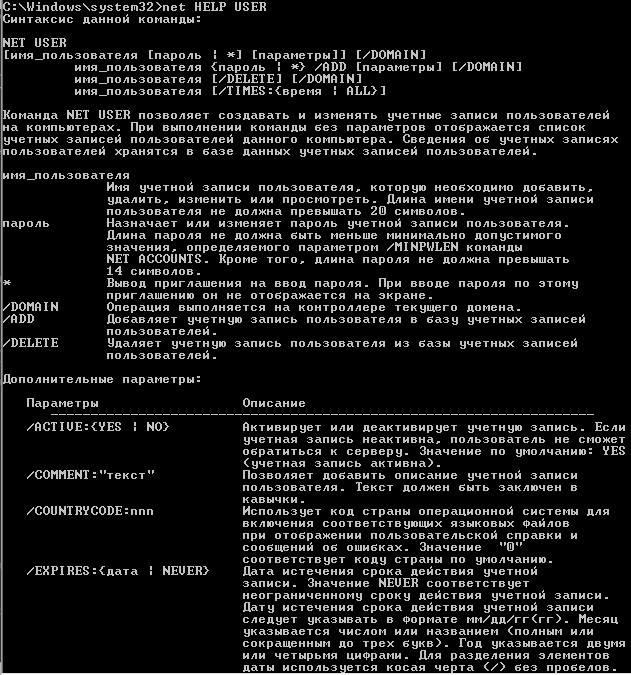 C:\Windows\system32>net HELP USER
Синтаксис данной команды:
NET USER
[имя_пользователя [пароль ¦ *] [параметры]] [/DOMAIN]
имя_пользователя {пароль ¦ *} /ADD [параметры] [/DOMAIN]
имя_пользователя [/DELETE] [/DOMAIN]
имя_пользователя [/TIMES:{время ¦ ALL}]
Команда NET USER позволяет создавать и изменять учетные записи пользователей
на компьютерах. При выполнении команды без параметров отображается список
учетных записей пользователей данного компьютера. Сведения об учетных записях
пользователей хранятся в базе данных учетных записей пользователей.
имя_пользователя
Имя учетной записи пользователя, которую необходимо добавить,
удалить, изменить или просмотреть. Длина имени учетной записи
пользователя не должна превышать 20 символов.
пароль Назначает или изменяет пароль учетной записи пользователя.
Длина пароля не должна быть меньше минимально допустимого
значения, определяемого параметром /MINPWLEN команды
NET ACCOUNTS. Кроме того, длина пароля не должна превышать
14 символов.
* Вывод приглашения на ввод пароля. При вводе пароля по этому
приглашению он не отображается на экране.
/DOMAIN Операция выполняется на контроллере текущего домена.
/ADD Добавляет учетную запись пользователя в базу учетных записей
пользователей.
/DELETE Удаляет учетную запись пользователя из базы учетных записей
пользователей.
Дополнительные параметры:
Параметры Описание
/ACTIVE:{YES ¦ NO} Активирует или деактивирует учетную запись. Если
учетная запись неактивна, пользователь не сможет
обратиться к серверу. Значение по умолчанию: YES
(учетная запись активна).
/COMMENT:"текст" Позволяет добавить описание учетной записи
пользователя. Текст должен быть заключен в
кавычки.
/COUNTRYCODE:nnn Использует код страны операционной системы для
включения соответствующих языковых файлов
при отображении пользовательской справки и
сообщений об ошибках. Значение "0"
соответствует коду страны по умолчанию.
/EXPIRES:{дата ¦ NEVER} Дата истечения срока действия учетной
записи. Значение NEVER соответствует
неограниченному сроку действия учетной записи.
Дату истечения срока действия учетной записи
следует указывать в формате мм/дд/гг(гг). Месяц
указывается числом или названием (полным или
сокращенным до трех букв). Год указывается двумя
или четырьмя цифрами. Для разделения элементов
даты используется косая черта (/) без пробелов.